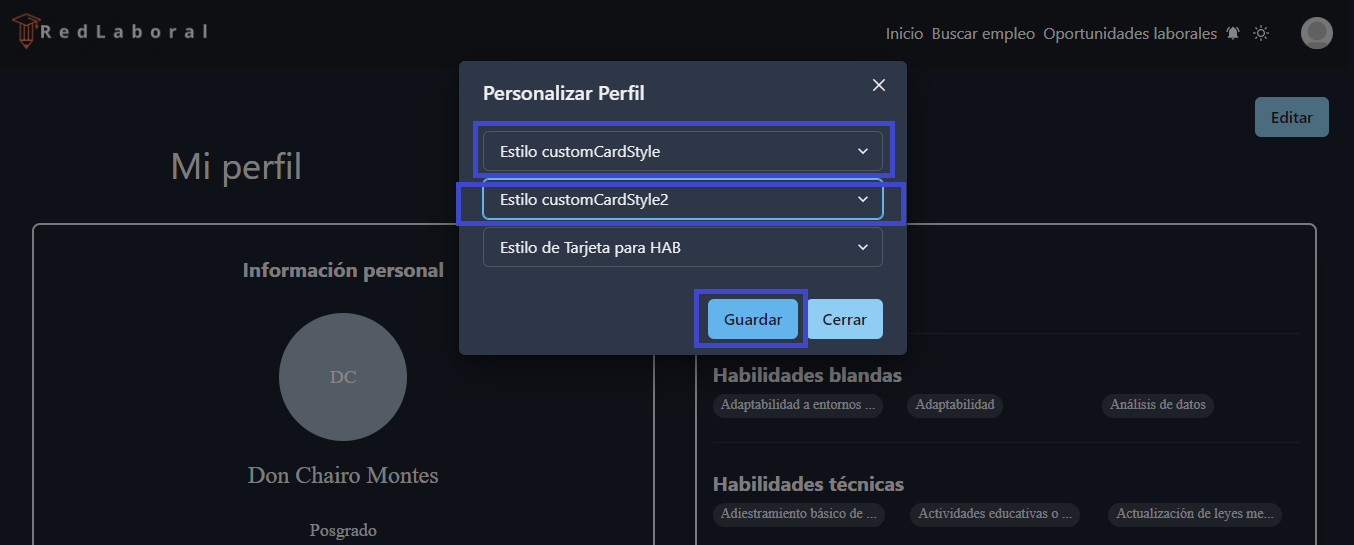 RedLaboral
Inicio Buscar empleo Oportunidades laborales
Personalizar Perfil
Editar
Estilo customCardStyle
Mi perfil
Estilo customCardStyle2
Estilo de Tarjeta para HAB
Información personal
Guardar Cerrar
DC
Habilidades blandas
Adaptabilidad a entornos ... Adaptabilidad Análisis de datos
Don Chairo Montes
Habilidades técnicas
Adiestramiento básico de ... Actividades educativas o ... Actualización de leyes me...
Posgrado